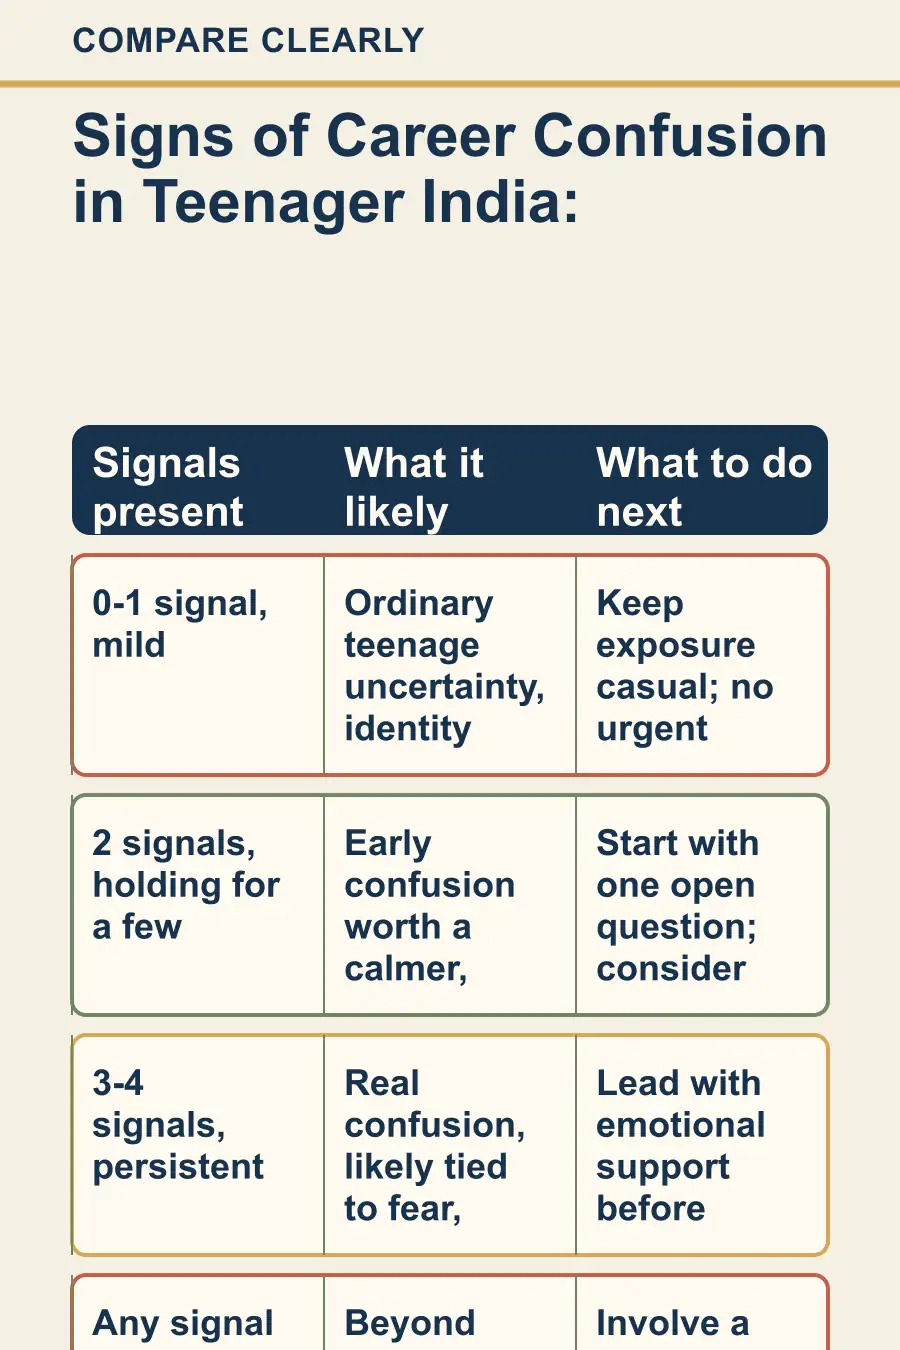 COMPARE CLEARLY
Signs of Career Confusion
in Teenager India:
Signals
present
What it
likely
What to do
next
0-1 signal,
mild
Ordinary
teenage
uncertainty,
identity
Keep
exposure
casual; no
urgent
2 signals,
holding for
a few
Early
confusion
worth a
calmer,
Start with
one open
question;
consider
3-4
signals,
persistent
Real
confusion,
likely tied
to fear,
Lead with
emotional
support
before
Any signal
Beyond
Involve a